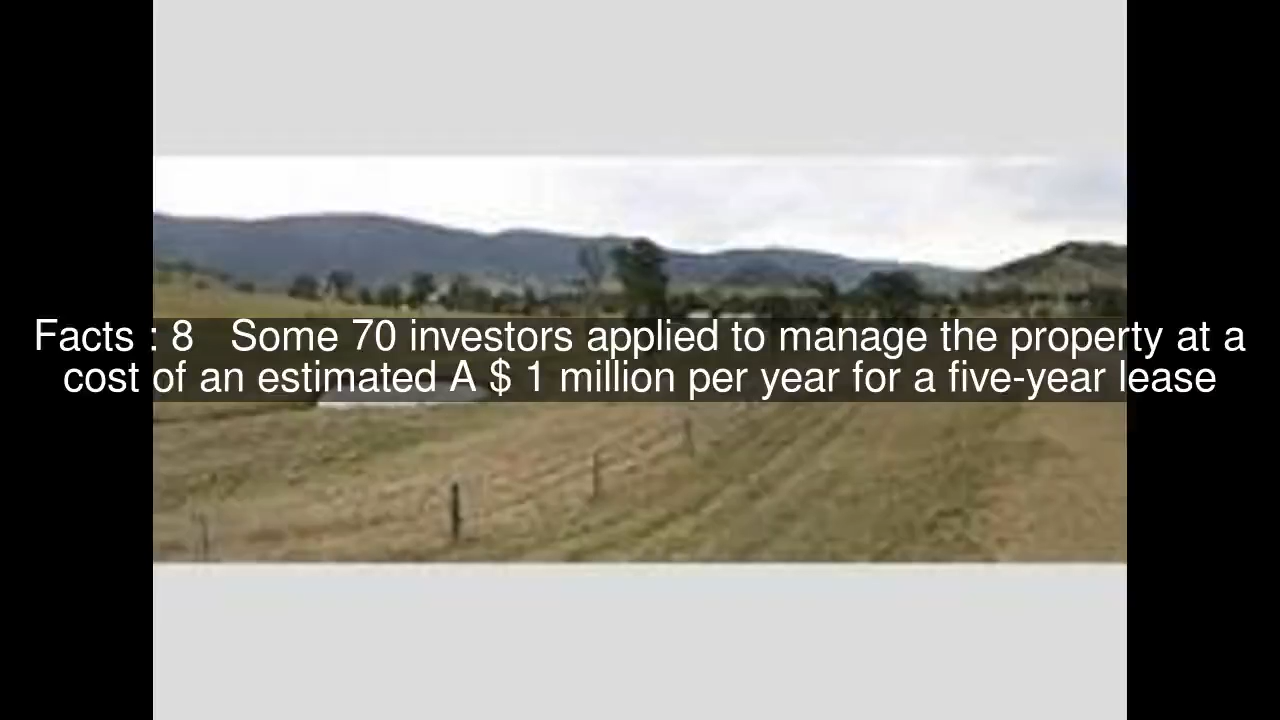 Facts : 8 Some 70 investors applied to manage the property at a
cost of an estimated A $ 1 million per year for a five-year lease